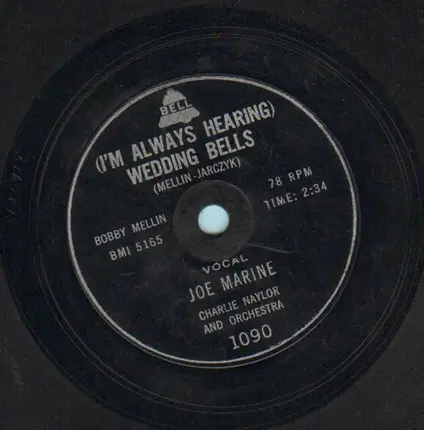 BELL
(I'M ALWAYS HEARING)
WEDDING BELLS
(MELLIN-JARCZYK)
BOBBY MELLIN
BMI 5165
78 RPM
TIME: 2:34
VOCAL
JOE MARINE
CHARLIE NAYLOR
AND ORCHESTRA
1090